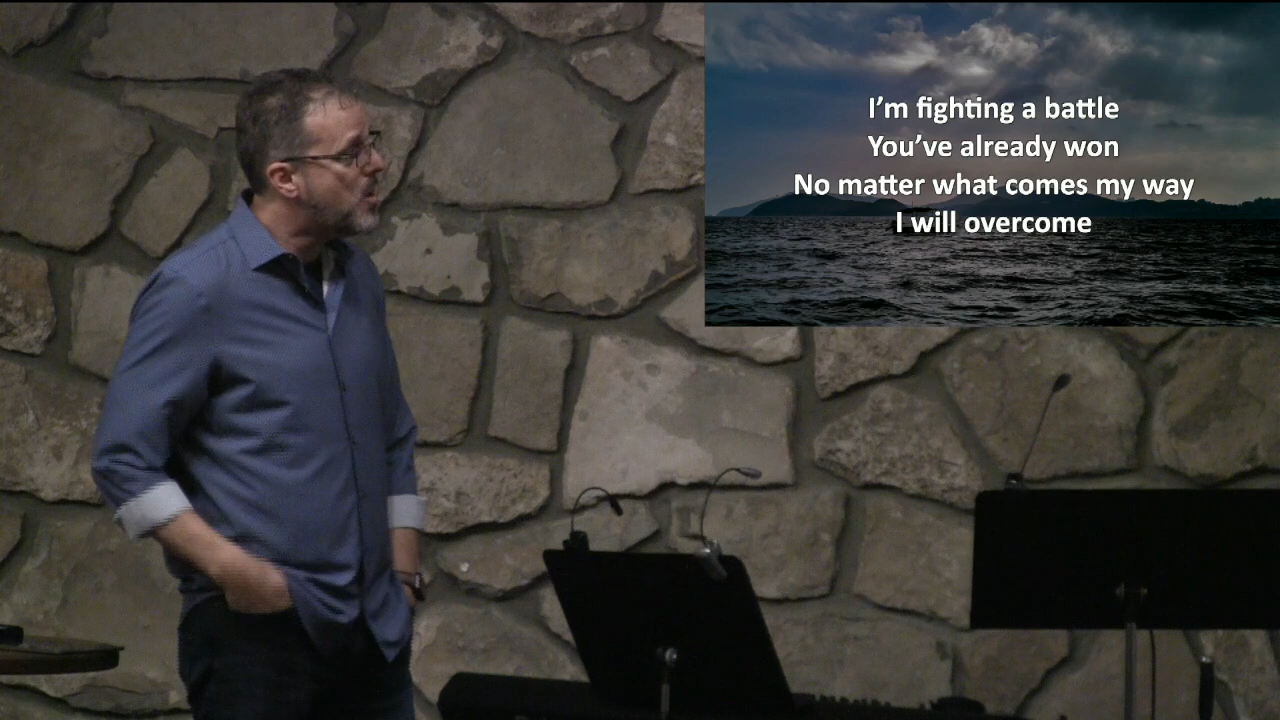 I’m fighting a battle
You’ve already won
No matter what comes my way
I will overcome